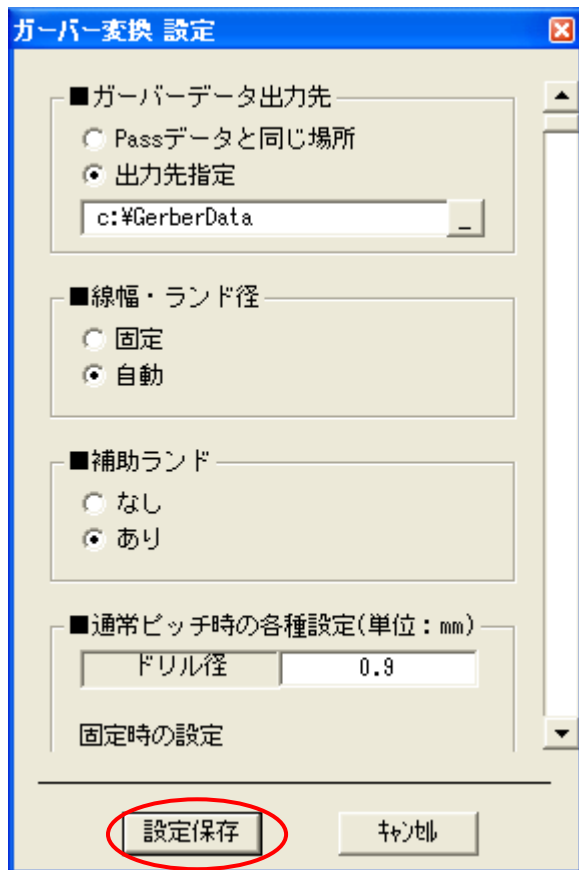 ガーバー変換 設定
■ガーバーデータ出力先
Passデータと同じ場所
出力先指定
c:¥GerberData
_
■線幅・ランド径
固定
自動
■補助ランド
なし
あり
■通常ピッチ時の各種設定(単位:mm)
ドリル径 0.9
固定時の設定
設定保存 ｷｬﾝｾﾙ